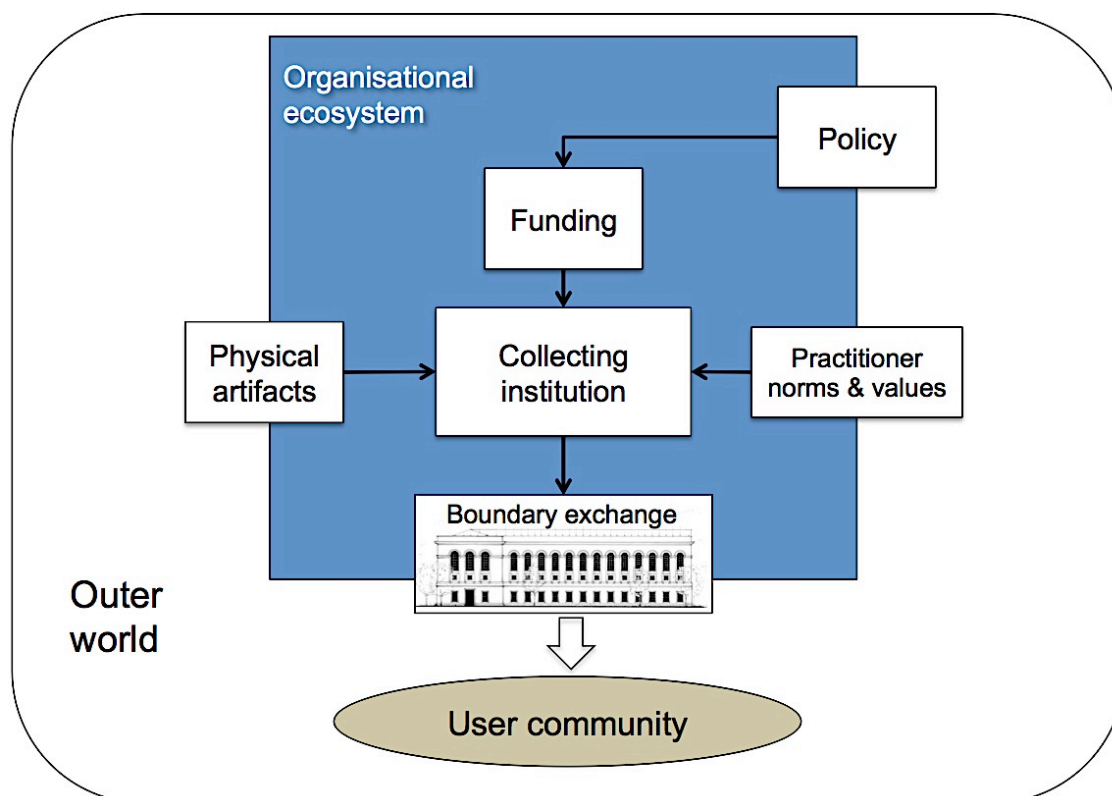 Organisational
ecosystem
Policy
Funding
Physical
artifacts
Collecting
institution
Practitioner
norms & values
Boundary exchange
Outer
world
User community